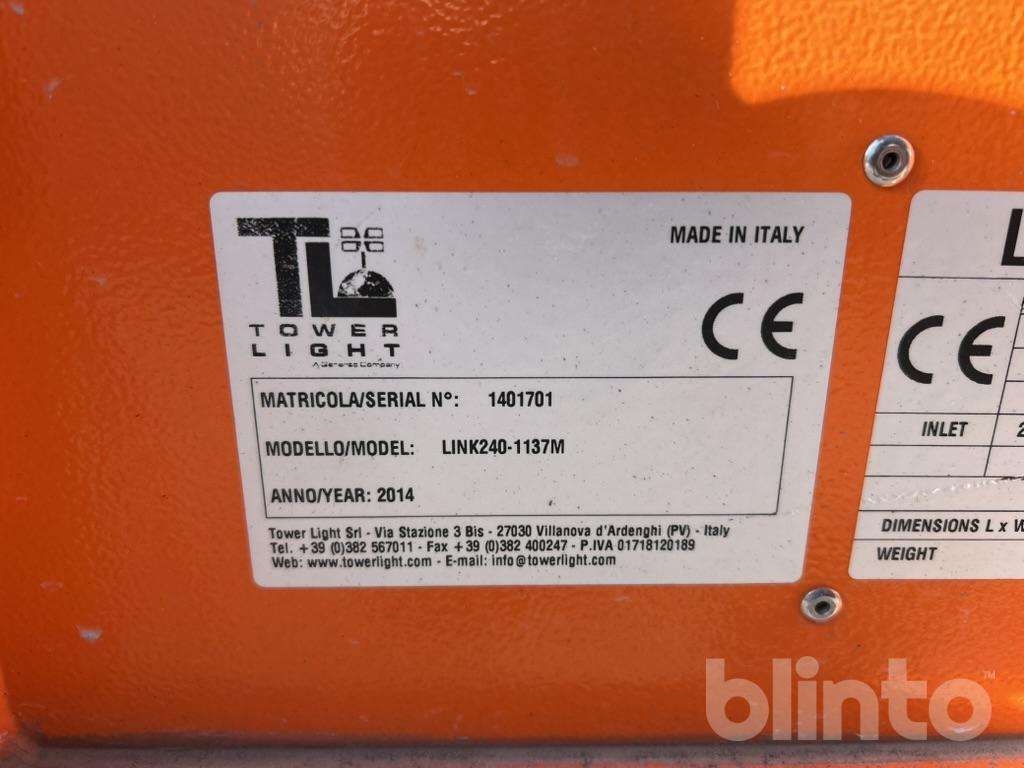 TL
TOWER
LIGHT
A Generac Company
MADE IN ITALY
CE
MATRICOLA/SERIAL N°: 1401701
MODELLO/MODEL: LINK240-1137M
ANNO/YEAR: 2014
Tower Light Srl - Via Stazione 3 Bis - 27030 Villanova d'Ardenghi (PV) - Italy
Tel. +39 (0)382 567011 - Fax +39 (0)382 400247 - P.IVA 01718120189
Web: www.towerlight.com - E-mail: info@towerlight.com
L
CE
INLET 2
DIMENSIONS L x W
WEIGHT
blinto™